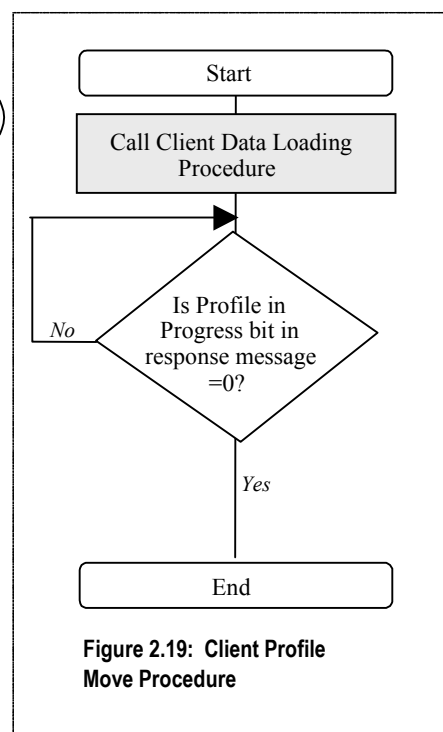 Start
Call Client Data Loading
Procedure
Is Profile in
Progress bit in
response message
=0?
No
Yes
End
Figure 2.19: Client Profile
Move Procedure